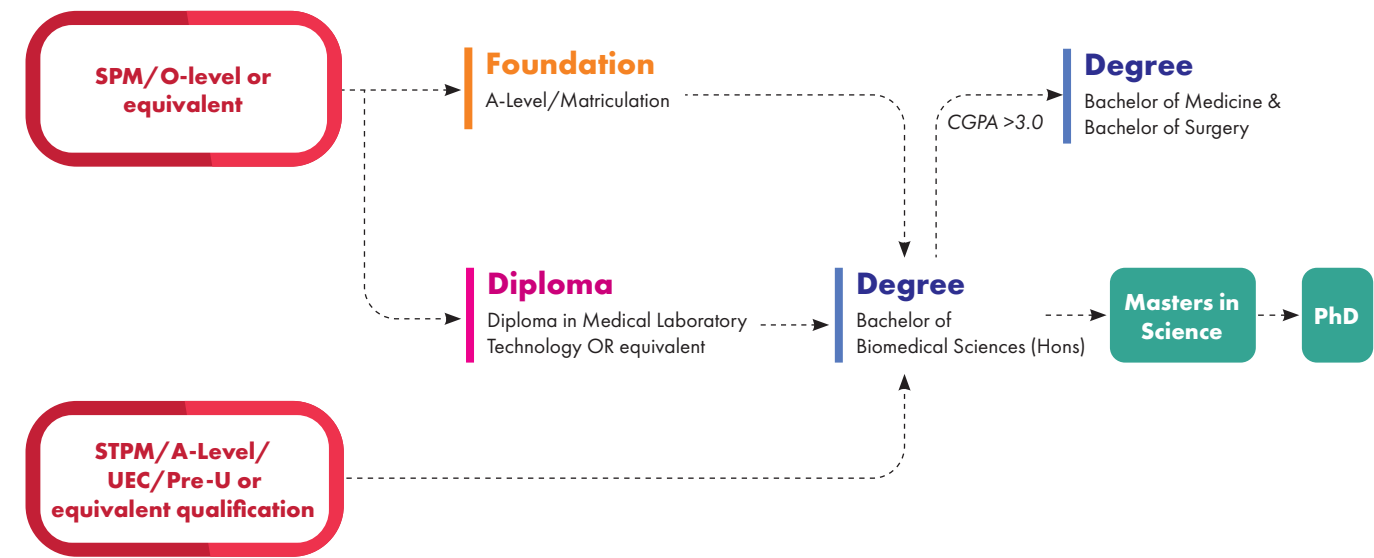 SPM/O-level or
equivalent
Foundation
A-Level/Matriculation
CGPA >3.0
Degree
Bachelor of Medicine &
Bachelor of Surgery
Diploma
Diploma in Medical Laboratory
Technology OR equivalent
Degree
Bachelor of
Biomedical Sciences (Hons)
Masters in
Science
PhD
STPM/A-Level/
UEC/Pre-U or
equivalent qualification